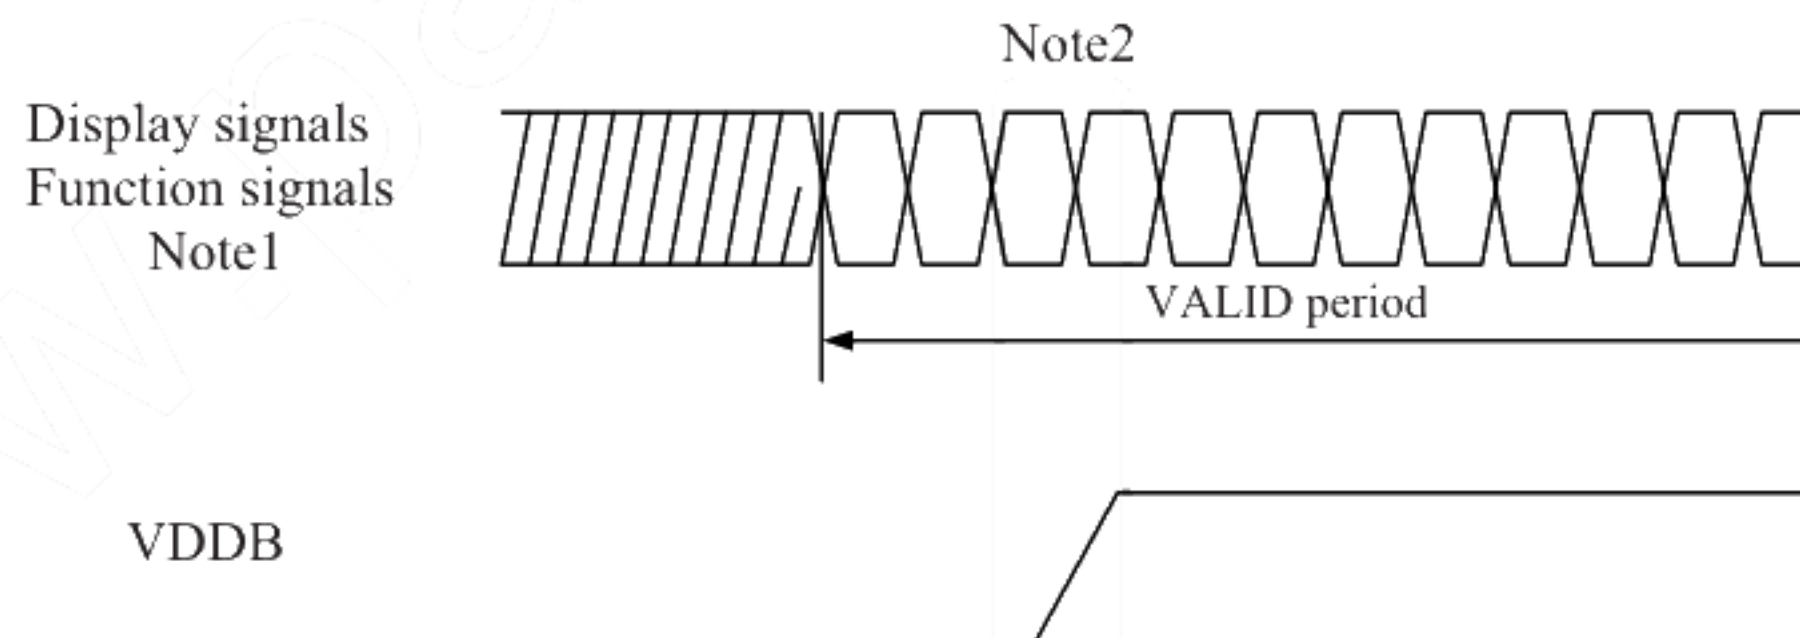 Note2
Display signals
Function signals
Note1
VALID period
VDDB